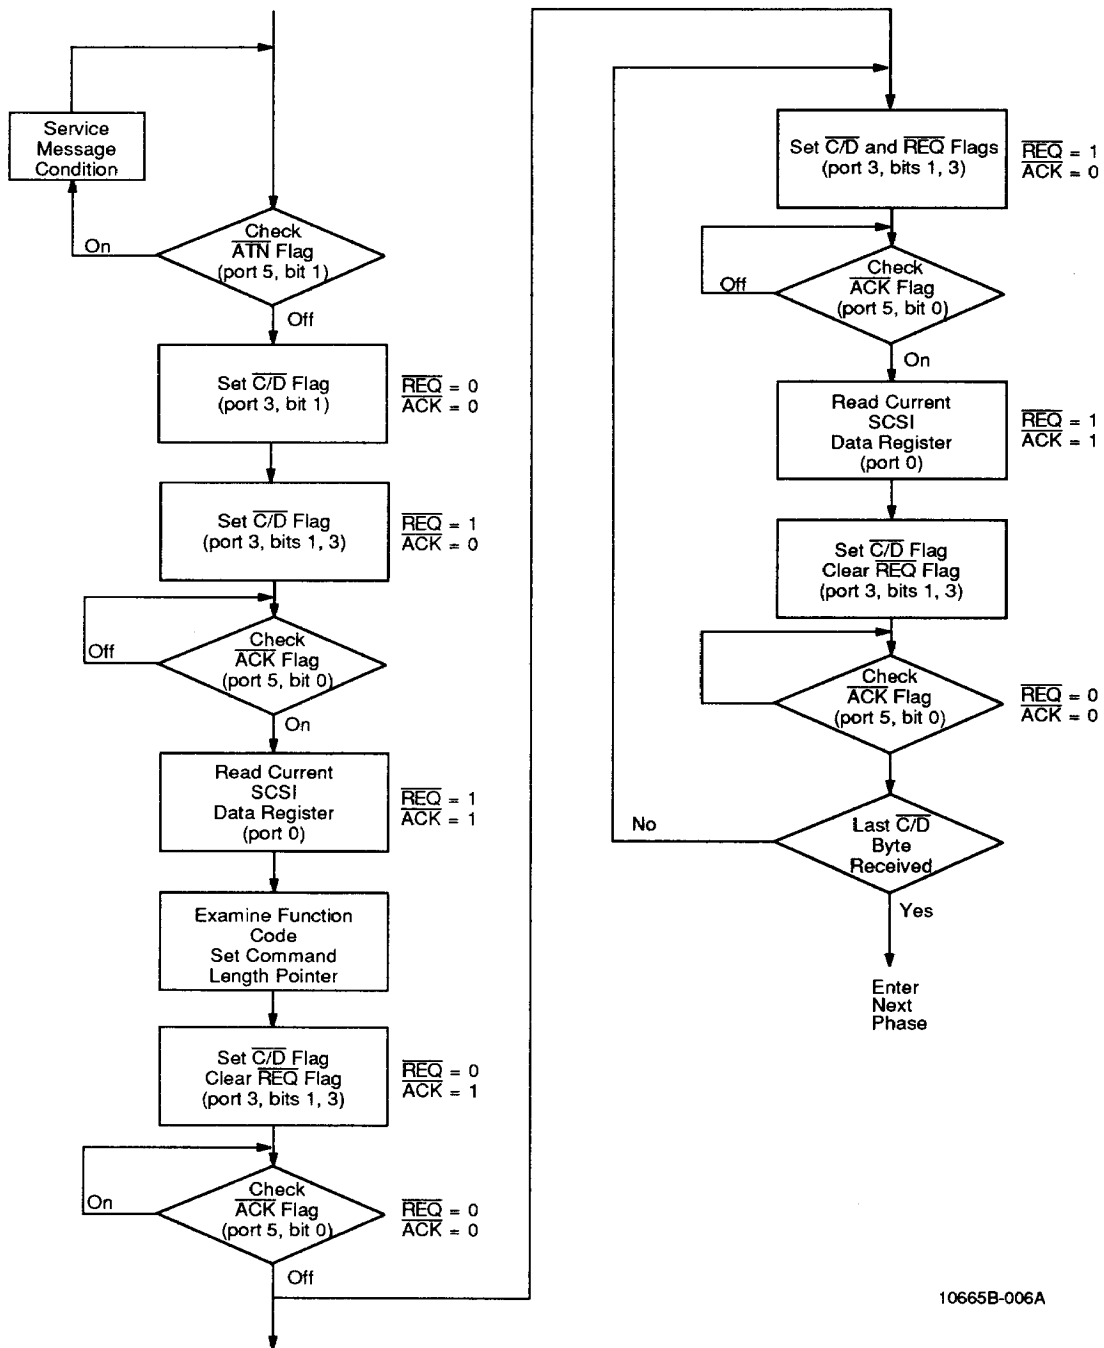 Service
Message
Condition
Check
ATN Flag
(port 5, bit 1)
On
Off
Set C/D Flag
(port 3, bit 1)
REQ = 0
ACK = 0
Set C/D Flag
(port 3, bits 1, 3)
REQ = 1
ACK = 0
Check
ACK Flag
(port 5, bit 0)
Off
On
Read Current
SCSI
Data Register
(port 0)
REQ = 1
ACK = 1
Examine Function
Code
Set Command
Length Pointer
Set C/D Flag
Clear REQ Flag
(port 3, bits 1, 3)
REQ = 0
ACK = 1
Check
ACK Flag
(port 5, bit 0)
On
REQ = 0
ACK = 0
Off
Set C/D and REQ Flags
(port 3, bits 1, 3)
REQ = 1
ACK = 0
Check
ACK Flag
(port 5, bit 0)
Off
On
Read Current
SCSI
Data Register
(port 0)
REQ = 1
ACK = 1
Set C/D Flag
Clear REQ Flag
(port 3, bits 1, 3)
Check
ACK Flag
(port 5, bit 0)
REQ = 0
ACK = 0
No
Last C/D
Byte
Received
Yes
Enter
Next
Phase
10665B-006A